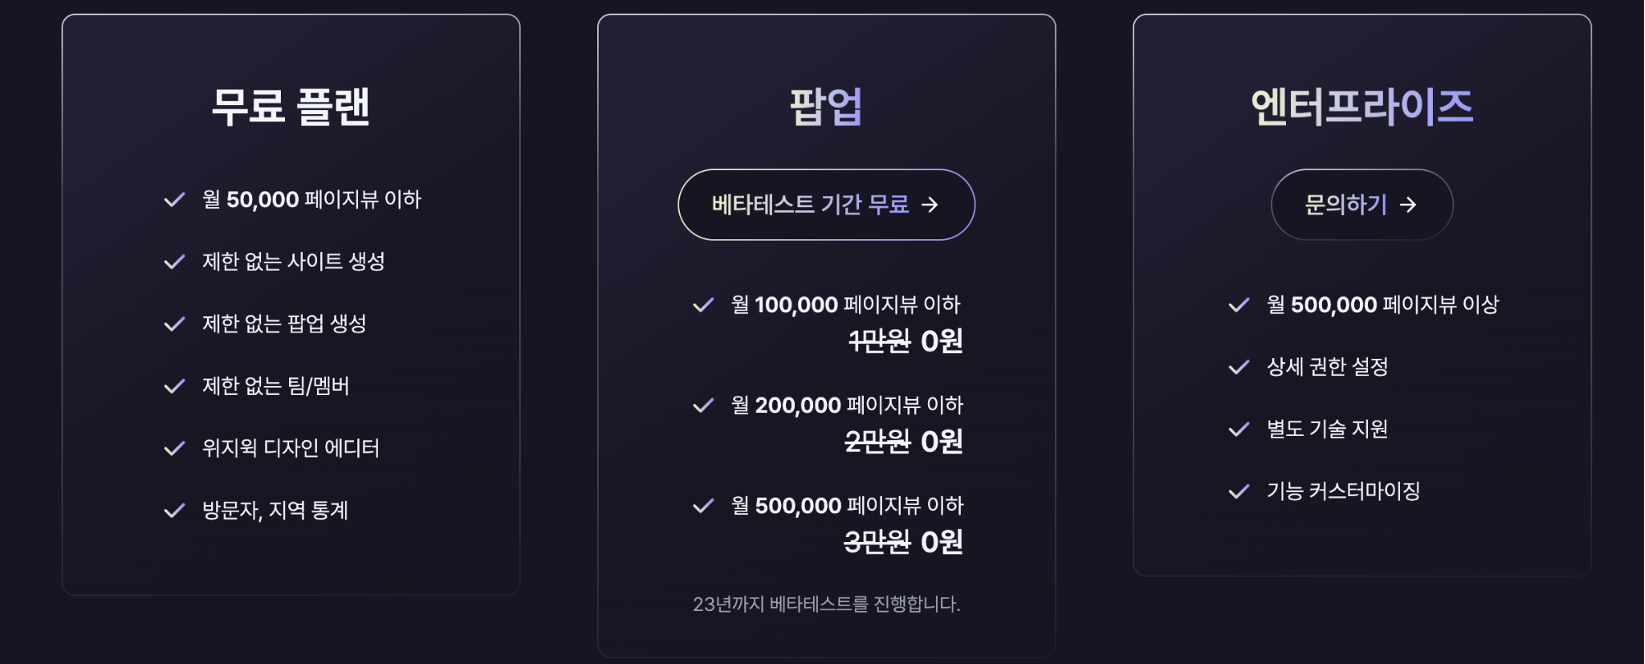 무료 플랜
월 50,000 페이지뷰 이하
제한 없는 사이트 생성
제한 없는 팝업 생성
제한 없는 팀/멤버
위지윅 디자인 에디터
방문자, 지역 통계
팝업
베타테스트 기간 무료 →
월 100,000 페이지뷰 이하
1만원 0원
월 200,000 페이지뷰 이하
2만원 0원
월 500,000 페이지뷰 이하
3만원 0원
23년까지 베타테스트를 진행합니다.
엔터프라이즈
문의하기 →
월 500,000 페이지뷰 이상
상세 권한 설정
별도 기술 지원
기능 커스터마이징